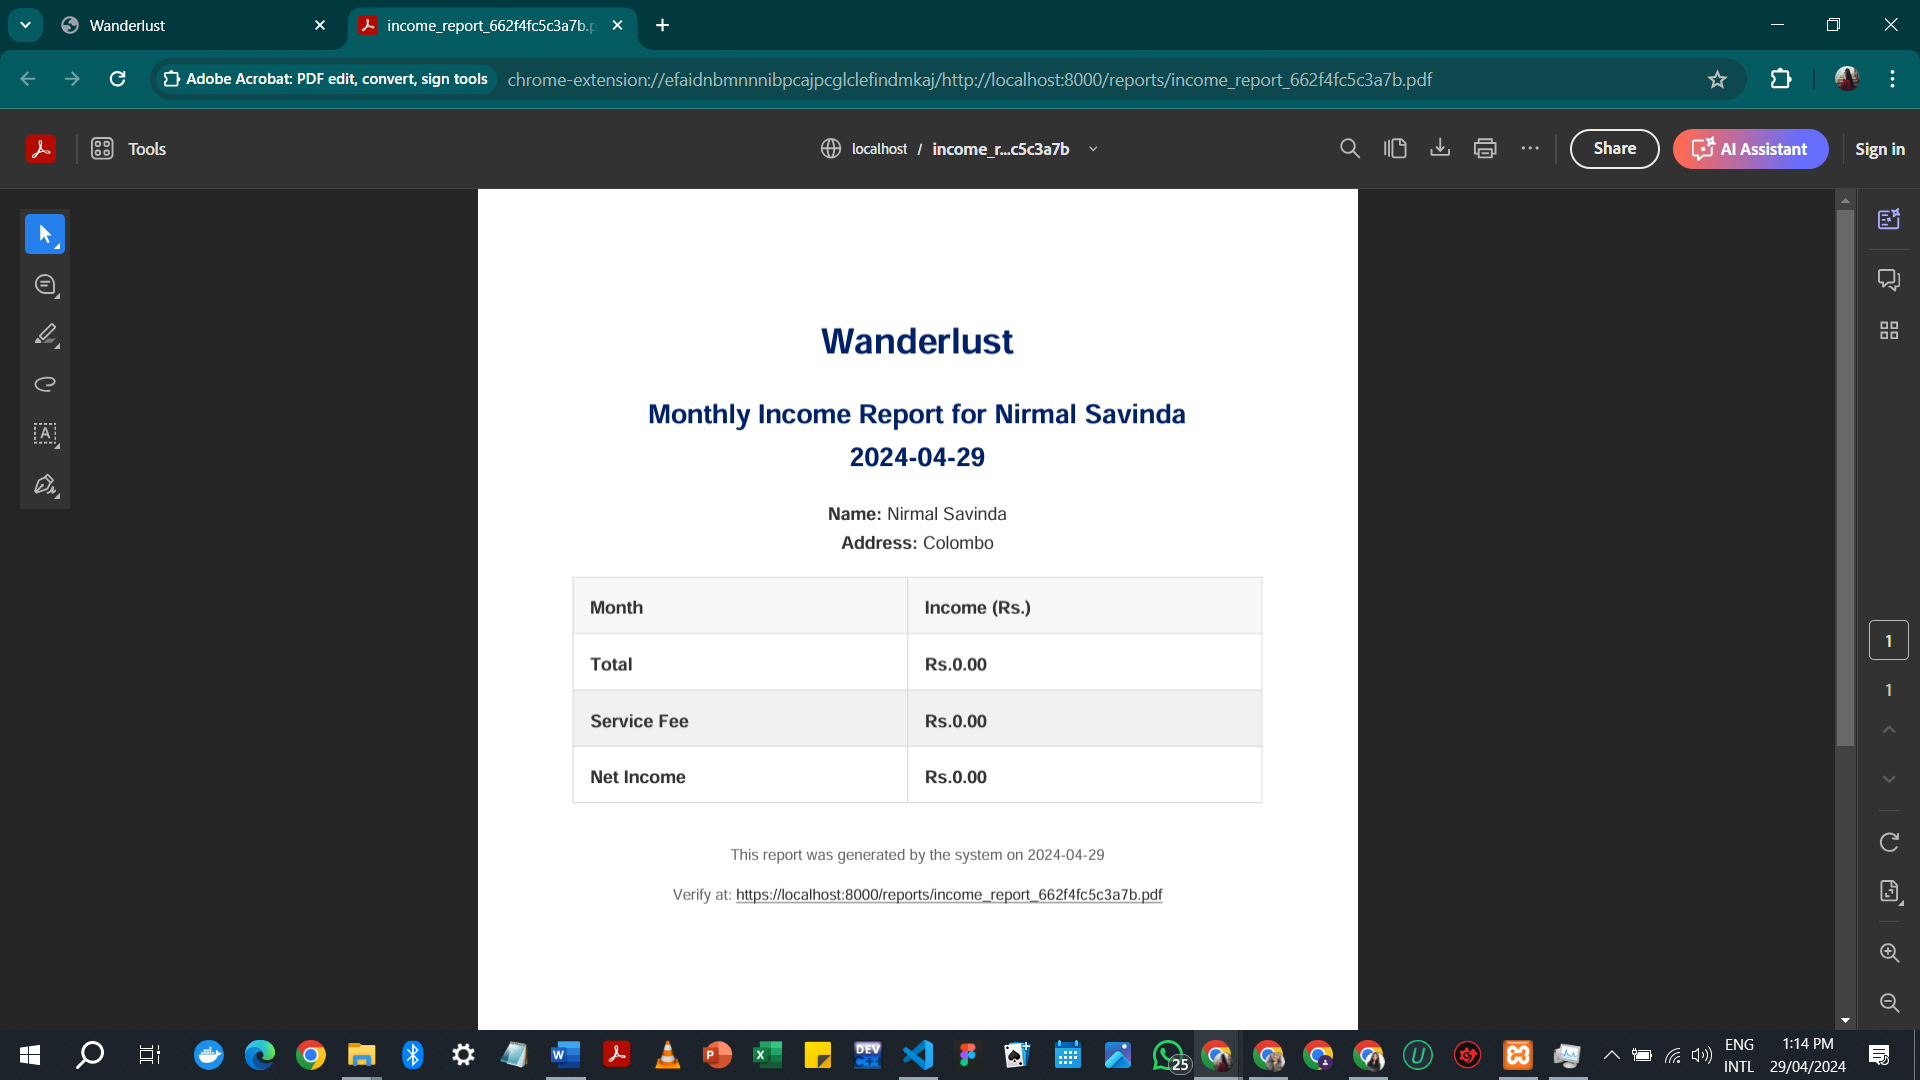 Wanderlust
income_report_662f4fc5c3a7b.p
Adobe Acrobat: PDF edit, convert, sign tools
chrome-extension://efaidnbmnnnibpcajpcglclefindmkaj/http://localhost:8000/reports/income_report_662f4fc5c3a7b.pdf
Tools
localhost / income_r...c5c3a7b
Share
AI Assistant
Sign in
Wanderlust
Monthly Income Report for Nirmal Savinda
2024-04-29
Name: Nirmal Savinda
Address: Colombo
Month Income (Rs.)
Total Rs.0.00
Service Fee Rs.0.00
Net Income Rs.0.00
This report was generated by the system on 2024-04-29
Verify at: https://localhost:8000/reports/income_report_662f4fc5c3a7b.pdf
1
1
DEV
C++
25
ENG
INTL
1:14 PM
29/04/2024